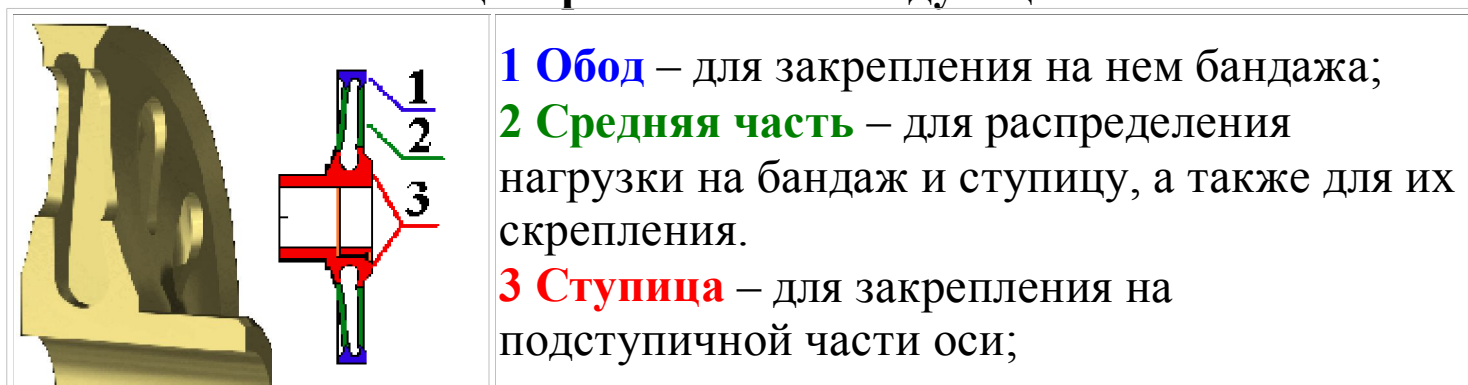 1
2
3
1 Обод – для закрепления на нем бандажа;
2 Средняя часть – для распределения
нагрузки на бандаж и ступицу, а также для их
скрепления.
3 Ступица – для закрепления на
подступичной части оси;